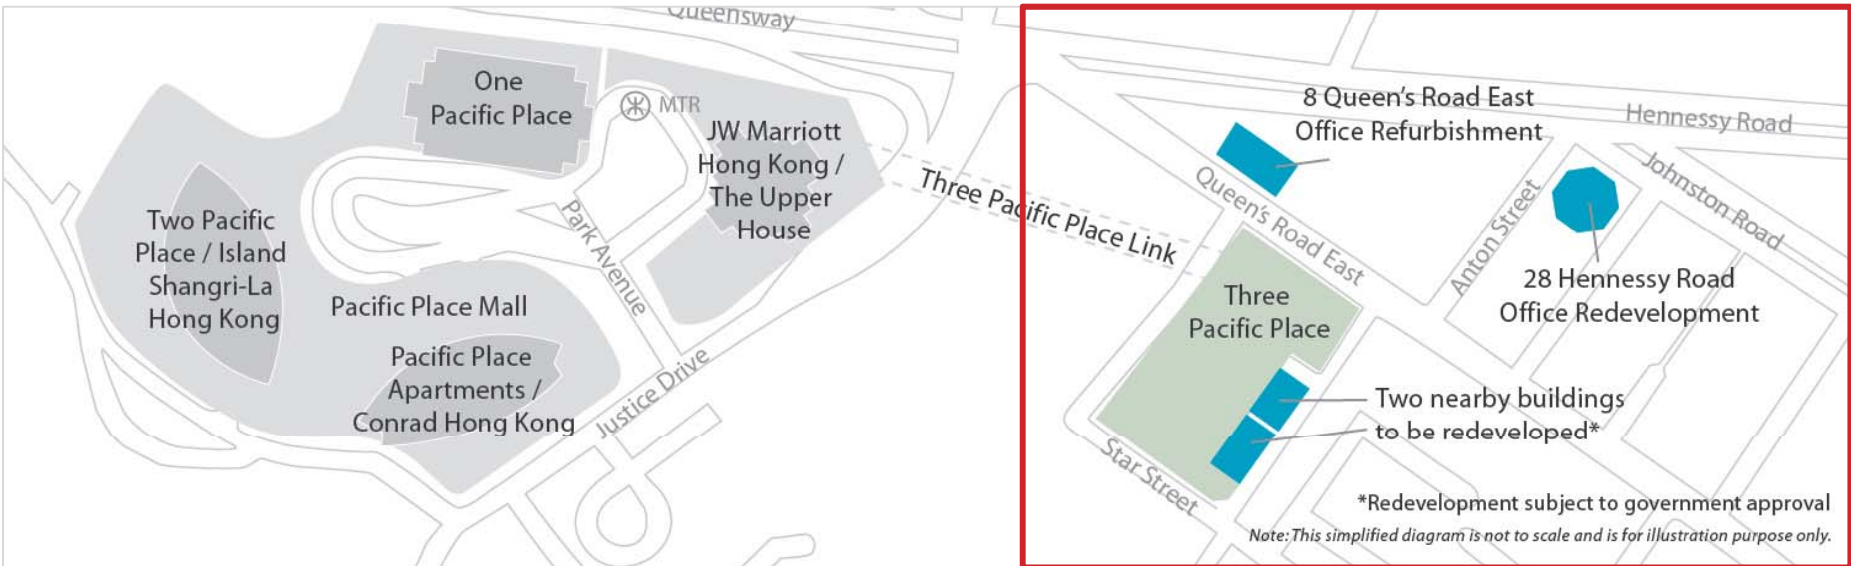 Queensway
One
Pacific Place
MTR
JW Marriott
Hong Kong /
The Upper
House
Two Pacific
Place / Island
Shangri-La
Hong Kong
Pacific Place Mall
Park Avenue
Pacific Place
Apartments /
Conrad Hong Kong
Justice Drive
Three Pacific Place Link
8 Queen's Road East
Office Refurbishment
Hennessy Road
Johnston Road
Queen's Road East
Anton Street
28 Hennessy Road
Office Redevelopment
Three
Pacific Place
Two nearby buildings
to be redeveloped*
Star Street
*Redevelopment subject to government approval
Note: This simplified diagram is not to scale and is for illustration purpose only.